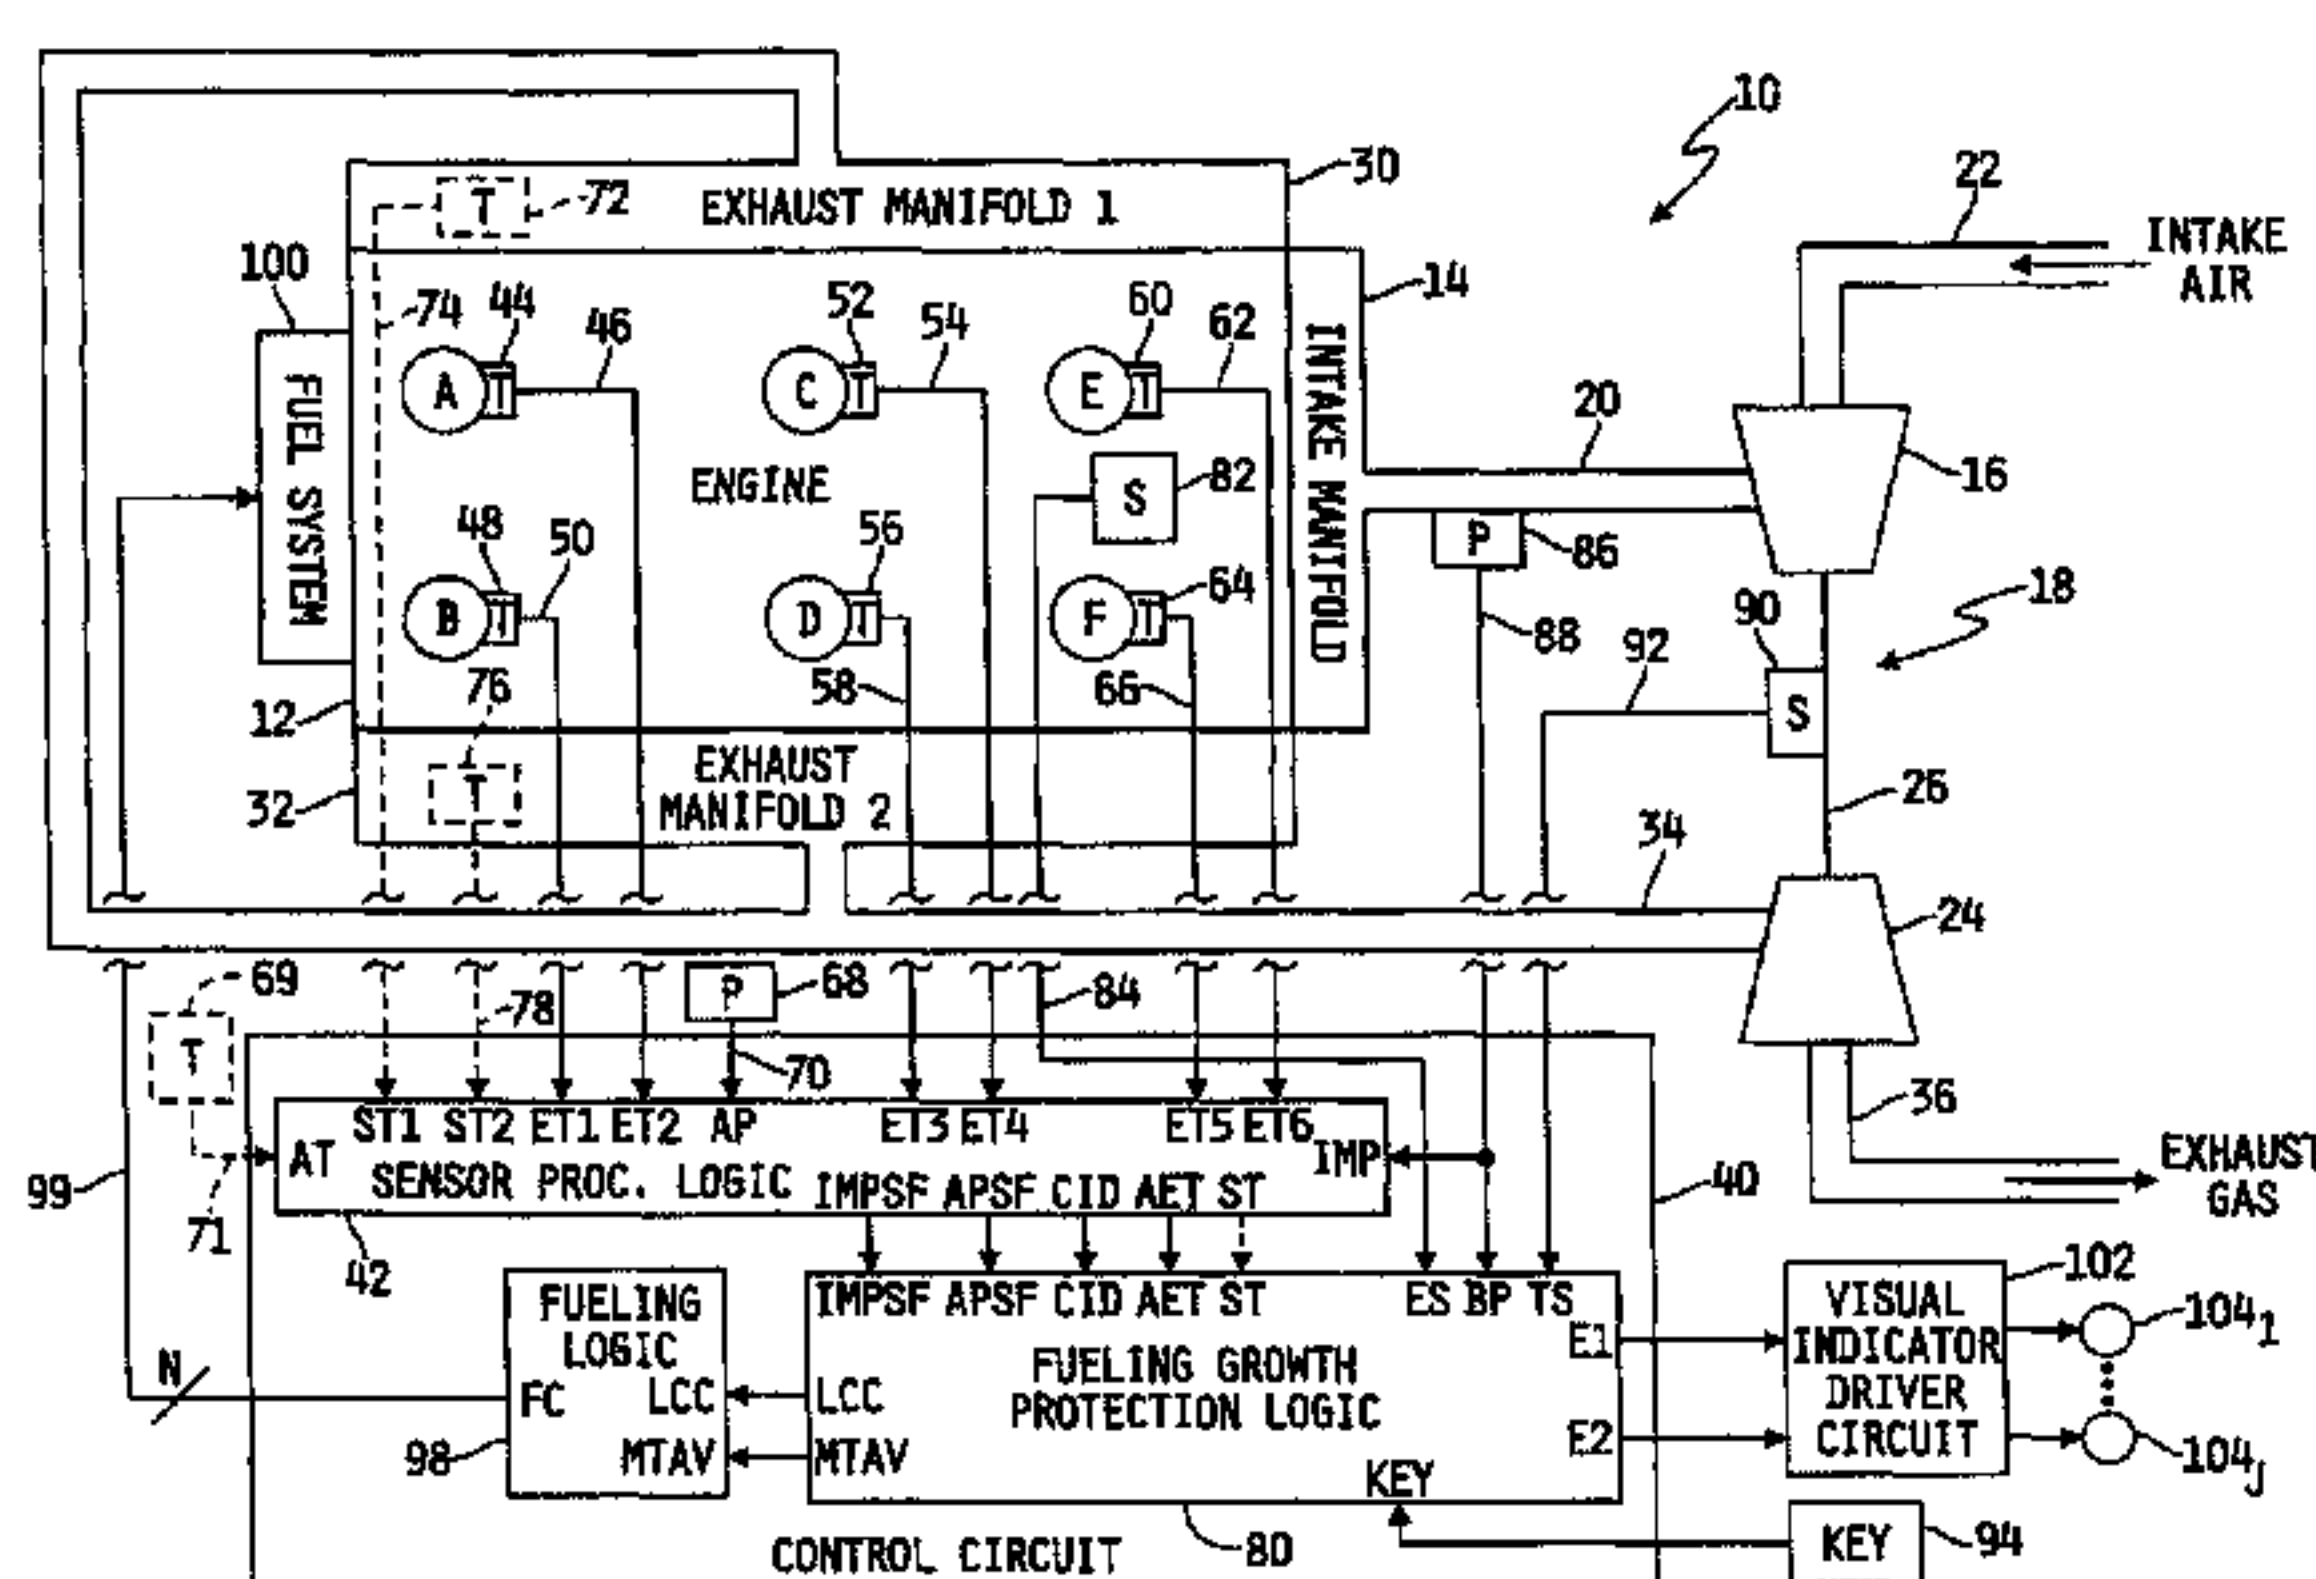 10
30
22
72
EXHAUST MANIFOLD 1
T
INTAKE
AIR
100
74
44
46
52
54
60
62
14
A T
C T
E T
FUEL SYSTEM
INTAKE MANIFOLD
20
16
ENGINE
S
82
48
50
56
64
P
86
B T
D T
F T
18
90
88
92
76
58
66
S
12
EXHAUST
MANIFOLD 2
T
32
26
34
24
69
78
P
68
84
T
70
36
ST1 ST2 ET1 ET2 AP ET3 ET4 ET5 ET6
AT
IMP
SENSOR PROC. LOGIC
IMPSF APSF CID AET ST
EXHAUST
GAS
99
40
71
42
102
FUELING
LOGIC
IMPSF APSF CID AET ST ES BP TS
VISUAL
INDICATOR
DRIVER
CIRCUIT
104₁
E1
N
FC
LCC
LCC
FUELING GROWTH
PROTECTION LOGIC
98
MTAV
MTAV
E2
104J
KEY
CONTROL CIRCUIT
80
KEY
94